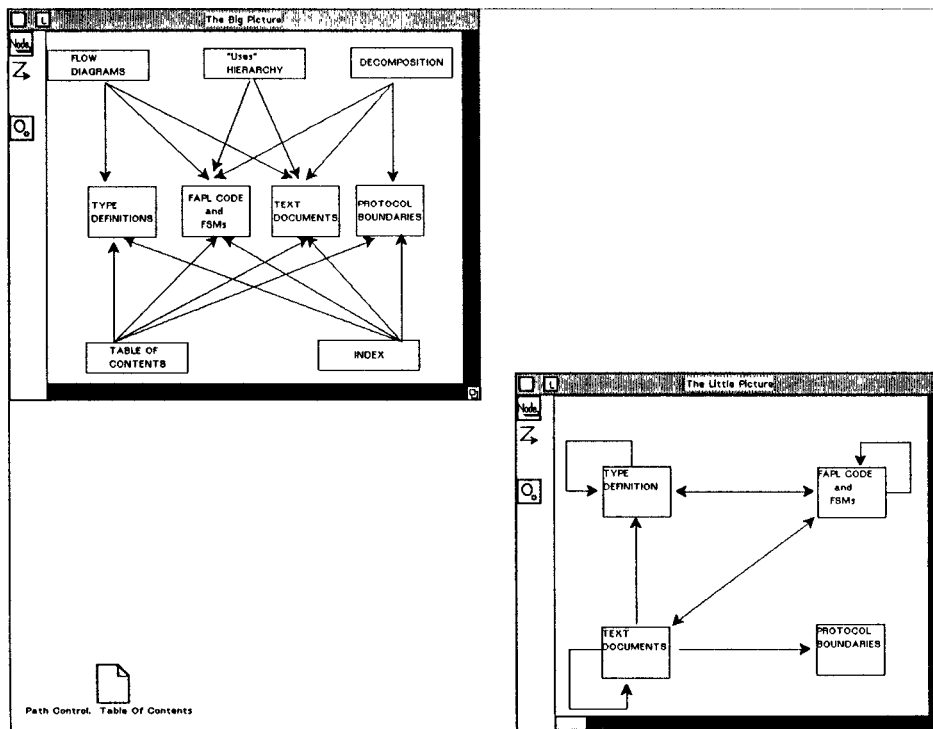 L
The Big Picture
Node
FLOW
DIAGRAMS
"Uses"
HIERARCHY
DECOMPOSITION
TYPE
DEFINITIONS
FAPL CODE
and
FSMs
TEXT
DOCUMENTS
PROTOCOL
BOUNDARIES
TABLE OF
CONTENTS
INDEX
L
The Little Picture
Node
TYPE
DEFINITION
FAPL CODE
and
FSMs
TEXT
DOCUMENTS
PROTOCOL
BOUNDARIES
Path Control. Table Of Contents